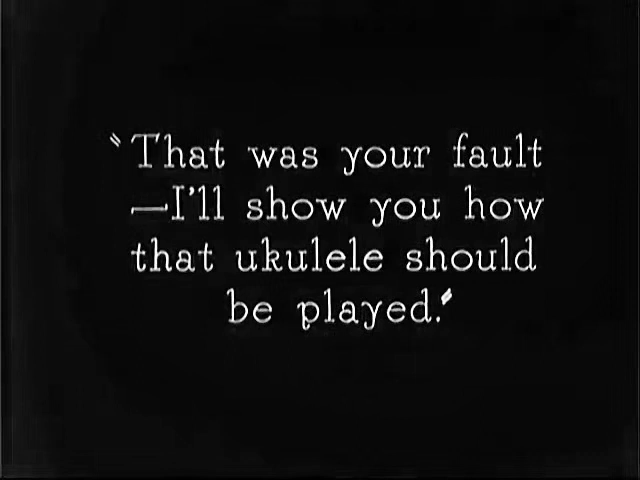 "That was your fault
—I'll show you how
that ukulele should
be played."